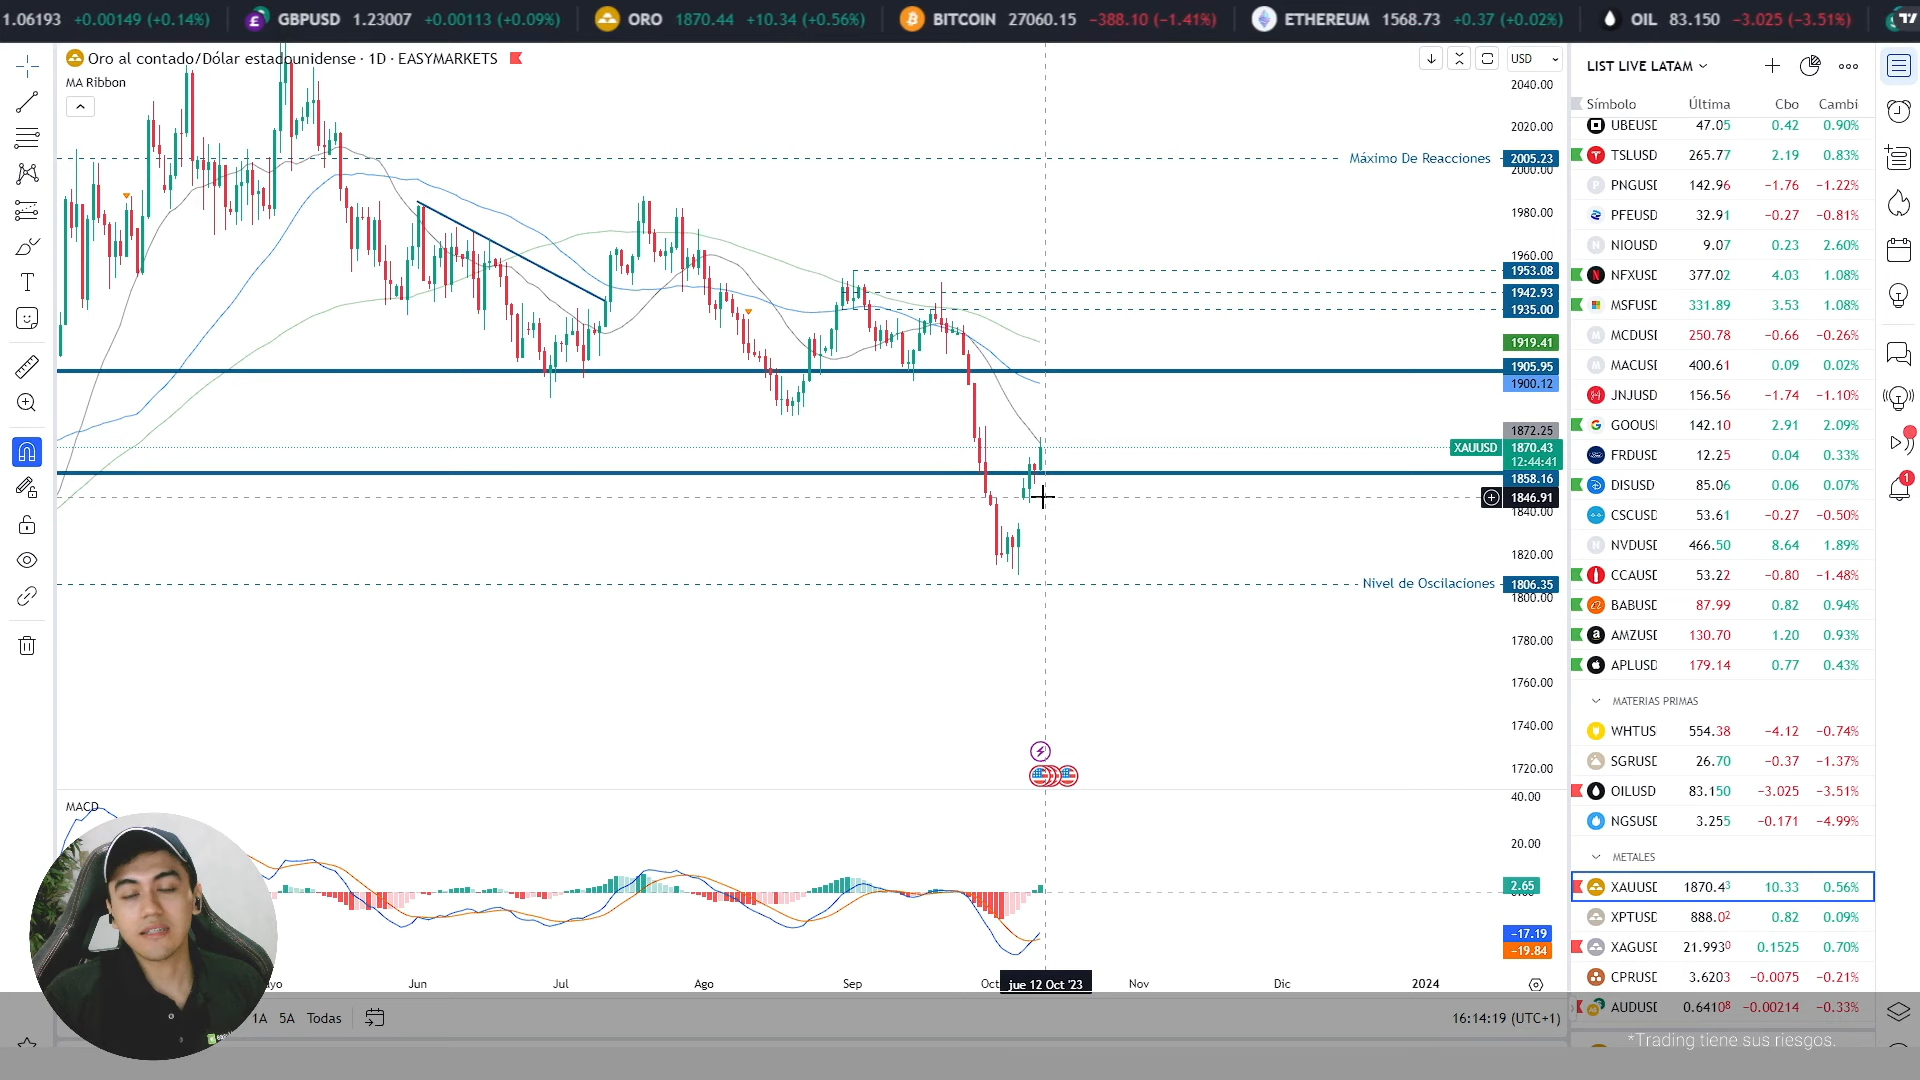 1.06193 +0.00149 (+0.14%) GBPUSD 1.23007 +0.00113 (+0.09%) ORO 1870.44 +10.34 (+0.56%) BITCOIN 27060.15 −388.10 (−1.41%) ETHEREUM 1568.73 +0.37 (+0.02%) OIL 83.150 −3.025 (−3.51%)
Oro al contado/Dólar estadounidense · 1D · EASYMARKETS
MA Ribbon
USD
2040.00
2020.00
Máximo De Reacciones 2005.23
2000.00
1980.00
1960.00
1953.08
1942.93
1935.00
1919.41
1905.95
1900.12
1872.25
XAUUSD 1870.43
12:44:41
1858.16
1846.91
1840.00
1820.00
Nivel de Oscilaciones 1806.35
1800.00
1780.00
1760.00
1740.00
1720.00
MACD
40.00
20.00
2.65
−17.19
−19.84
Jun Jul Ago Sep Oct jue 12 Oct '23 Nov Dic 2024
1A 5A Todas
16:14:19 (UTC+1)
LIST LIVE LATAM
Símbolo Última Cbo Cambi
UBEUSD 47.05 0.42 0.90%
TSLUSD 265.77 2.19 0.83%
PNGUSD 142.96 −1.76 −1.22%
PFEUSD 32.91 −0.27 −0.81%
NIOUSD 9.07 0.23 2.60%
NFXUSD 377.02 4.03 1.08%
MSFUSD 331.89 3.53 1.08%
MCDUSD 250.78 −0.66 −0.26%
MACUSD 400.61 0.09 0.02%
JNJUSD 156.56 −1.74 −1.10%
GOOUSD 142.10 2.91 2.09%
FRDUSD 12.25 0.04 0.33%
DISUSD 85.06 0.06 0.07%
CSCUSD 53.61 −0.27 −0.50%
NVDUSD 466.50 8.64 1.89%
CCAUSD 53.22 −0.80 −1.48%
BABUSD 87.99 0.82 0.94%
AMZUSD 130.70 1.20 0.93%
APLUSD 179.14 0.77 0.43%
MATERIAS PRIMAS
WHTUS 554.38 −4.12 −0.74%
SGRUSD 26.70 −0.37 −1.37%
OILUSD 83.150 −3.025 −3.51%
NGSUSD 3.255 −0.171 −4.99%
METALES
XAUUSD 1870.43 10.33 0.56%
XPTUSD 888.02 0.82 0.09%
XAGUSD 21.9930 0.1525 0.70%
CPRUSD 3.6203 −0.0075 −0.21%
AUDUSD 0.64108 −0.00214 −0.33%
*Trading tiene sus riesgos.